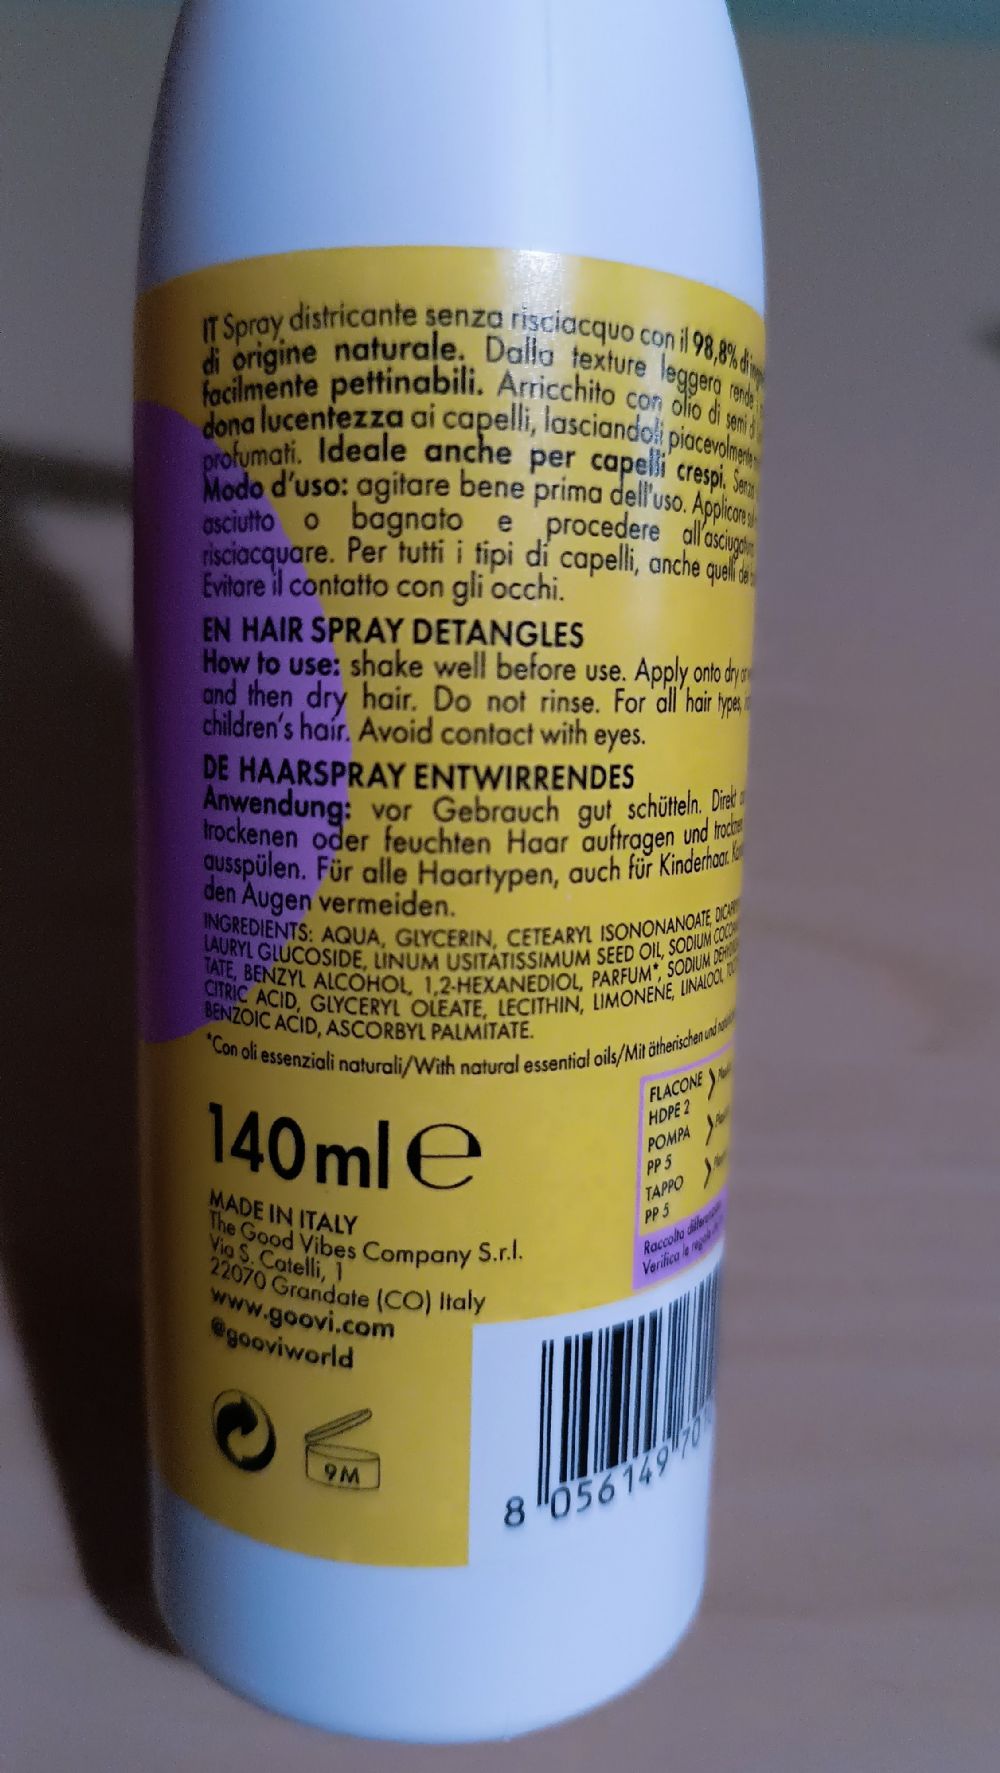 IT Spray districante senza risciacquo con il 98,8% di
di origine naturale. Dalla texture leggera rende i
facilmente pettinabili. Arricchito con olio di semi di
dona lucentezza ai capelli, lasciandoli piacevolmente
profumati. Ideale anche per capelli crespi. Senza
Modo d'uso: agitare bene prima dell'uso. Applicare su
asciutto o bagnato e procedere all'asciugatura
risciacquare. Per tutti i tipi di capelli, anche quelli dei
Evitare il contatto con gli occhi.
EN HAIR SPRAY DETANGLES
How to use: shake well before use. Apply onto dry or
and then dry hair. Do not rinse. For all hair types,
children's hair. Avoid contact with eyes.
DE HAARSPRAY ENTWIRRENDES
Anwendung: vor Gebrauch gut schütteln. Direkt
trockenen oder feuchten Haar auftragen und trocknen
ausspülen. Für alle Haartypen, auch für Kinderhaar.
den Augen vermeiden.
INGREDIENTS: AQUA, GLYCERIN, CETEARYL ISONONANOATE,
LAURYL GLUCOSIDE, LINUM USITATISSIMUM SEED OIL, SODIUM
TATE, BENZYL ALCOHOL, 1,2-HEXANEDIOL, PARFUM*, SODIUM
CITRIC ACID, GLYCERYL OLEATE, LECITHIN, LIMONENE, LINALOOL,
BENZOIC ACID, ASCORBYL PALMITATE.
*Con oli essenziali naturali/With natural essential oils/Mit ätherischen und
FLACONE
HDPE 2
POMPA
PP 5
TAPPO
PP 5
Raccolta
Verifica le
140 ml e
MADE IN ITALY
The Good Vibes Company S.r.l.
Via S. Catelli, 1
22070 Grandate (CO) Italy
www.goovi.com
@gooviworld
9M
8 056149 70